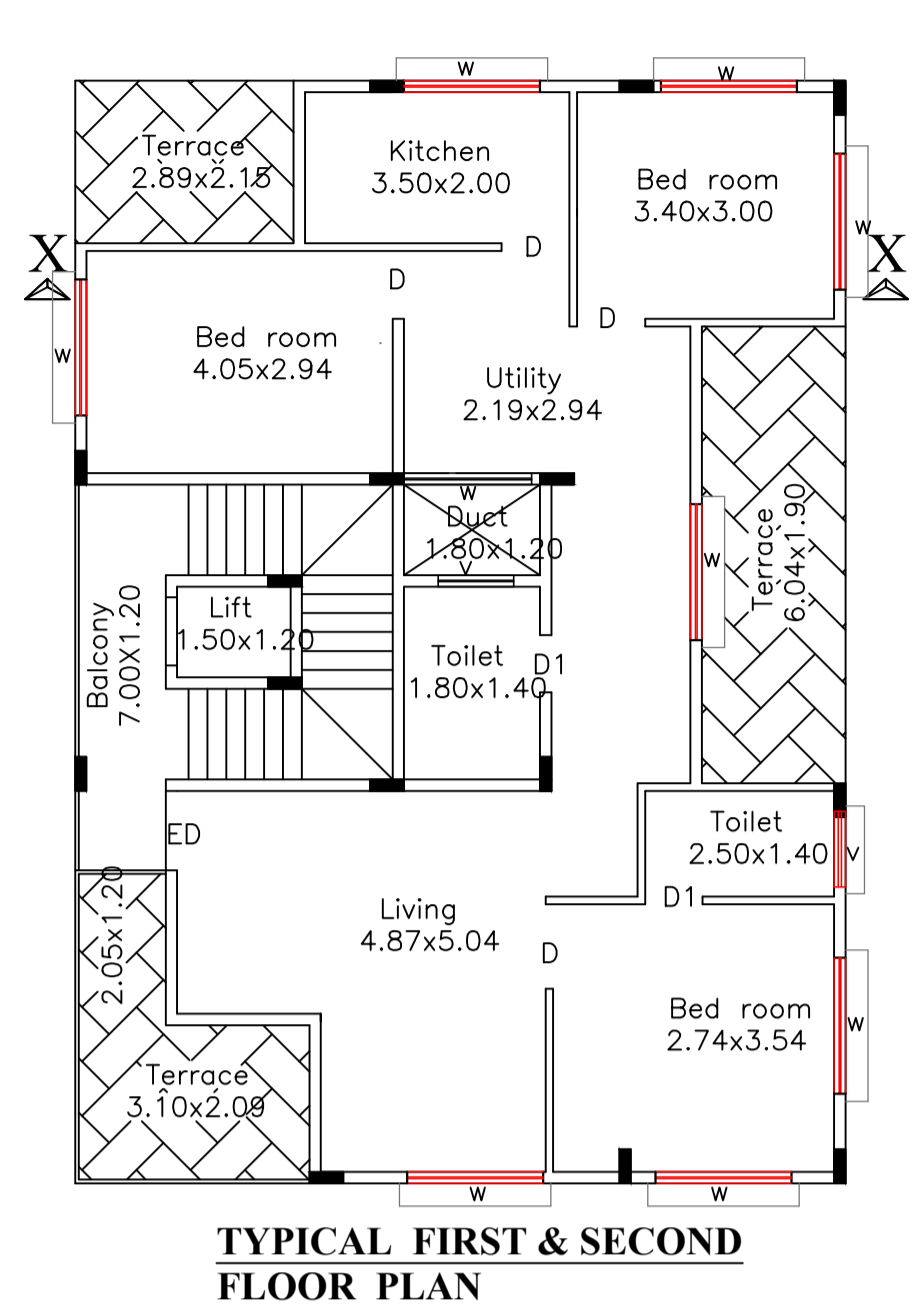 W
W
Terrace
2.89x2.15
Kitchen
3.50x2.00
Bed room
3.40x3.00
W
X
X
D
D
D
W
Bed room
4.05x2.94
Utility
2.19x2.94
W
Duct
1.80x1.20
V
W
Terrace
6.04x1.90
Balcony
7.00X1.20
Lift
1.50x1.20
Toilet
1.80x1.40
D1
ED
Toilet
2.50x1.40
V
D1
2.05x1.20
Living
4.87x5.04
D
Bed room
2.74x3.54
W
Terrace
3.10x2.09
W
W
TYPICAL FIRST & SECOND
FLOOR PLAN